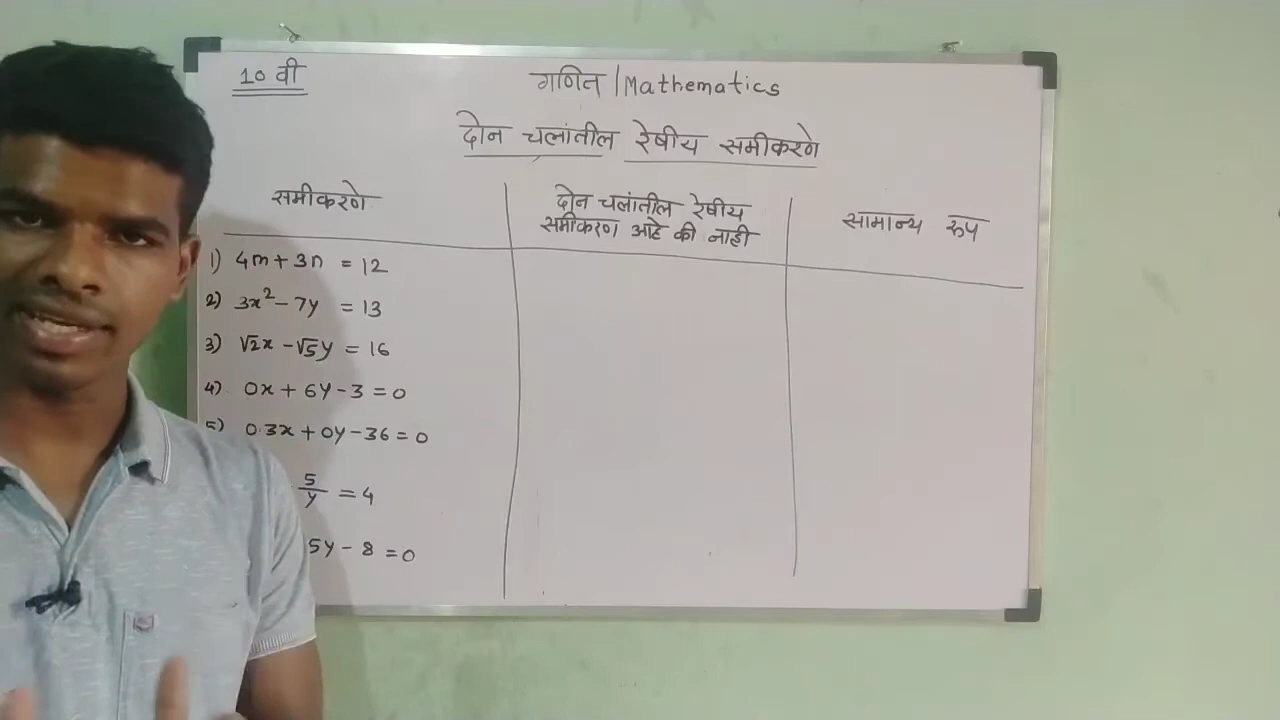 10 वी
गणित / Mathematics
दोन चलांतील रेषीय समीकरणे
समीकरणे
दोन चलांतील रेषीय
समीकरण आहे की नाही
सामान्य रुप
1) 4m + 3n = 12
2) 3x² - 7y = 13
3) √2x - √5y = 16
4) 0x + 6y - 3 = 0
5) 0.3x + 0y - 36 = 0
5/y = 4
5y - 8 = 0